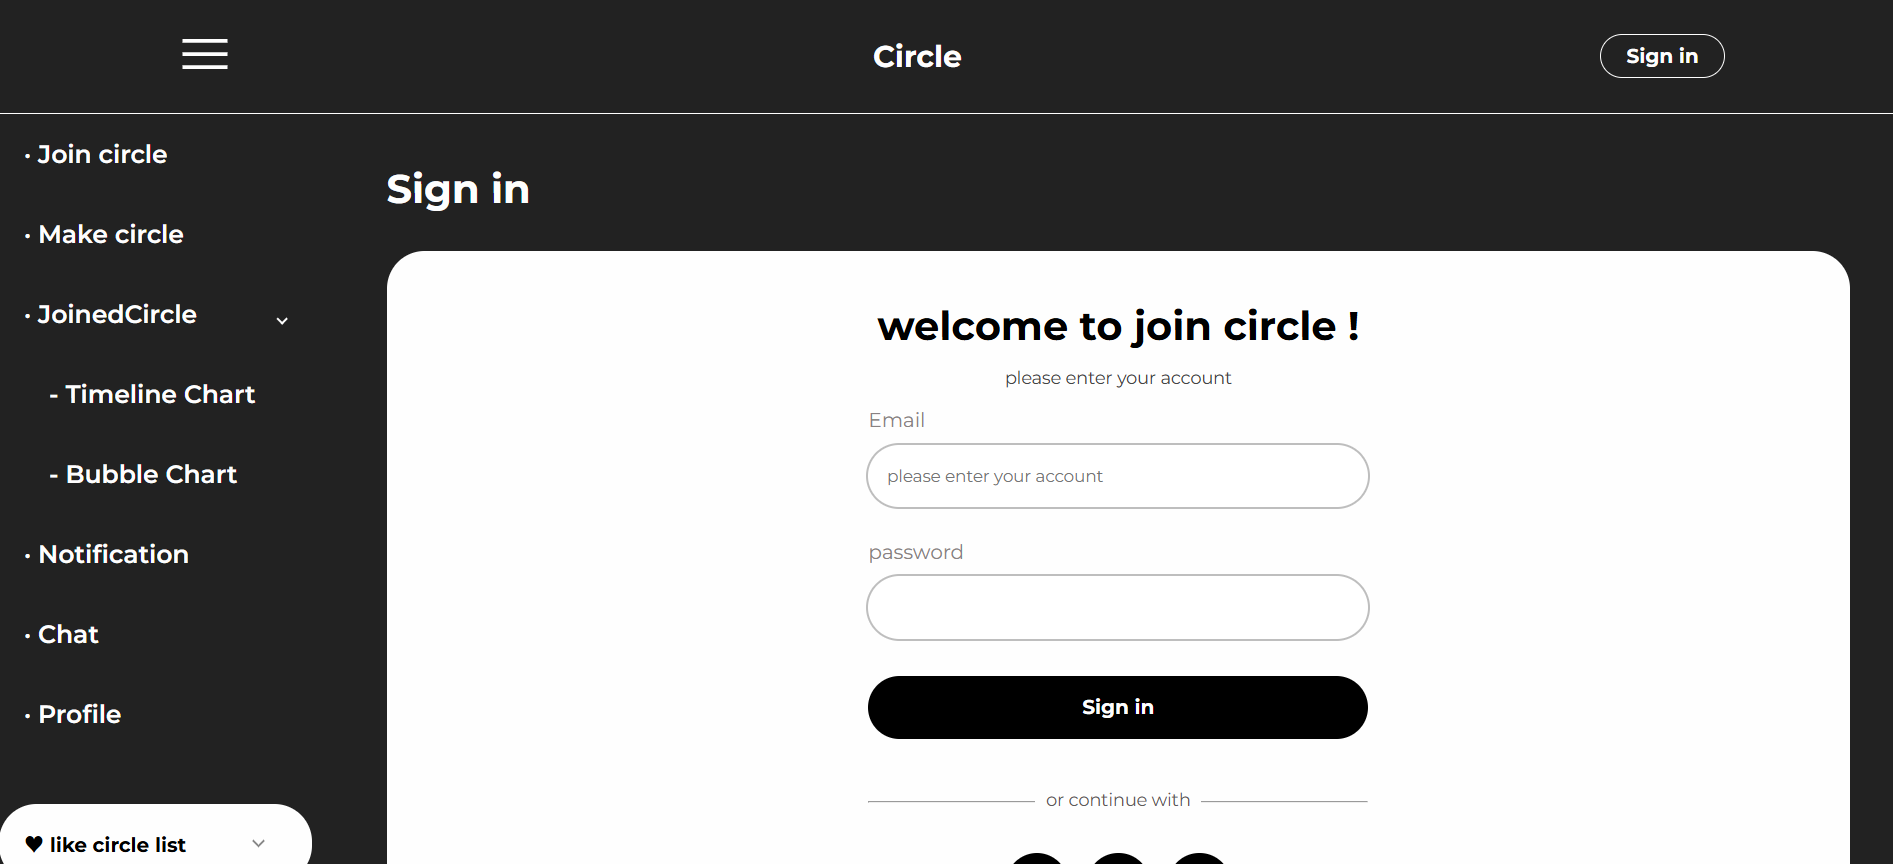 Circle
Sign in
· Join circle
· Make circle
· JoinedCircle
- Timeline Chart
- Bubble Chart
· Notification
· Chat
· Profile
♥ like circle list
Sign in
welcome to join circle !
please enter your account
Email
please enter your account
password
Sign in
or continue with